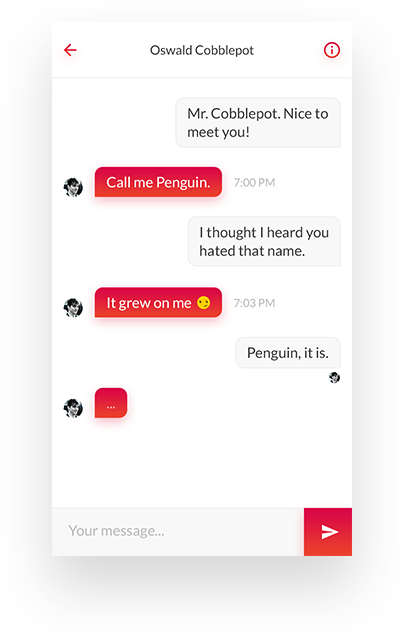 Oswald Cobblepot
Mr. Cobblepot. Nice to
meet you!
Call me Penguin.
7:00 PM
I thought I heard you
hated that name.
It grew on me 😏
7:03 PM
Penguin, it is.
...
Your message...